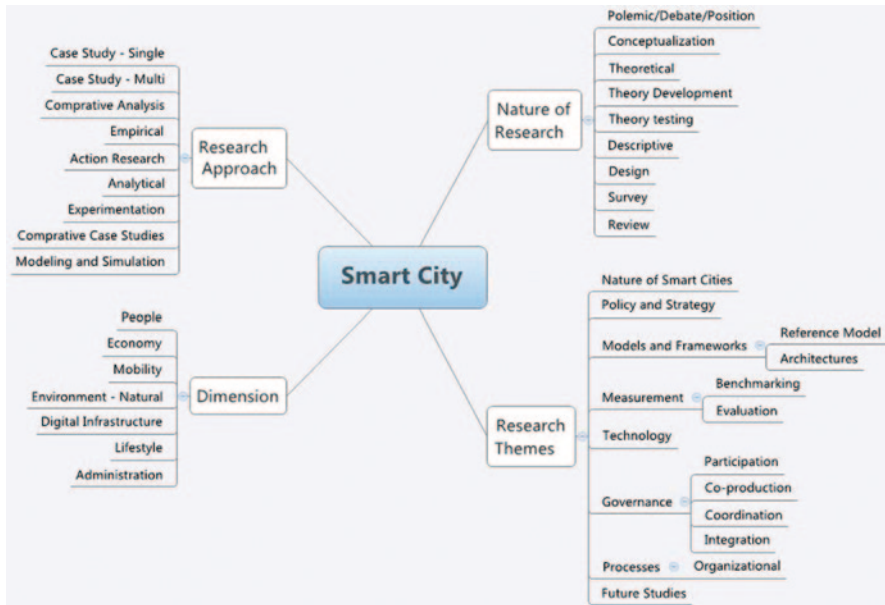 Smart City
Research
Approach
Case Study - Single
Case Study - Multi
Comprative Analysis
Empirical
Action Research
Analytical
Experimentation
Comprative Case Studies
Modeling and Simulation
Dimension
People
Economy
Mobility
Environment - Natural
Digital Infrastructure
Lifestyle
Administration
Nature of
Research
Polemic/Debate/Position
Conceptualization
Theoretical
Theory Development
Theory testing
Descriptive
Design
Survey
Review
Research
Themes
Nature of Smart Cities
Policy and Strategy
Models and Frameworks
Reference Model
Architectures
Measurement
Benchmarking
Evaluation
Technology
Governance
Participation
Co-production
Coordination
Integration
Processes
Organizational
Future Studies